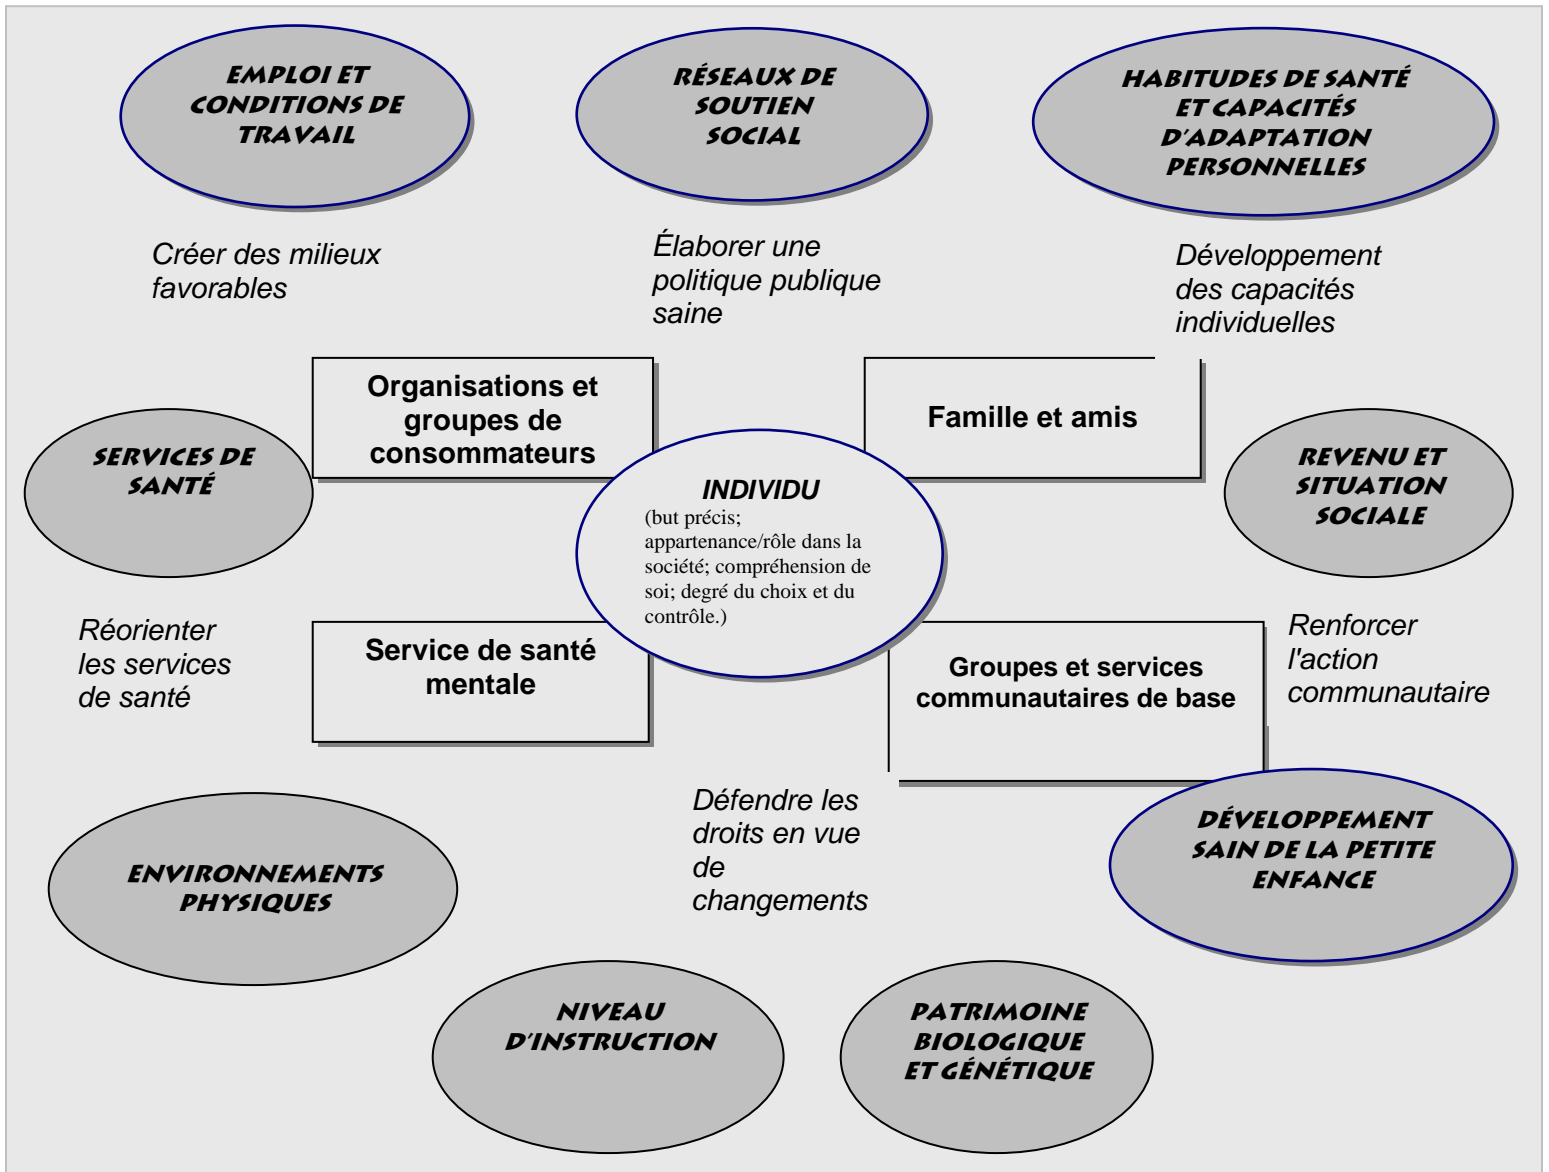 EMPLOI ET
CONDITIONS DE
TRAVAIL
RÉSEAUX DE
SOUTIEN
SOCIAL
HABITUDES DE SANTÉ
ET CAPACITÉS
D'ADAPTATION
PERSONNELLES
Créer des milieux
favorables
Élaborer une
politique publique
saine
Développement
des capacités
individuelles
Organisations et
groupes de
consommateurs
Famille et amis
SERVICES DE
SANTÉ
INDIVIDU
(but précis;
appartenance/rôle dans la
société; compréhension de
soi; degré du choix et du
contrôle.)
REVENU ET
SITUATION
SOCIALE
Réorienter
les services
de santé
Service de santé
mentale
Groupes et services
communautaires de base
Renforcer
l'action
communautaire
Défendre les
droits en vue
de
changements
DÉVELOPPEMENT
SAIN DE LA PETITE
ENFANCE
ENVIRONNEMENTS
PHYSIQUES
NIVEAU
D'INSTRUCTION
PATRIMOINE
BIOLOGIQUE
ET GÉNÉTIQUE